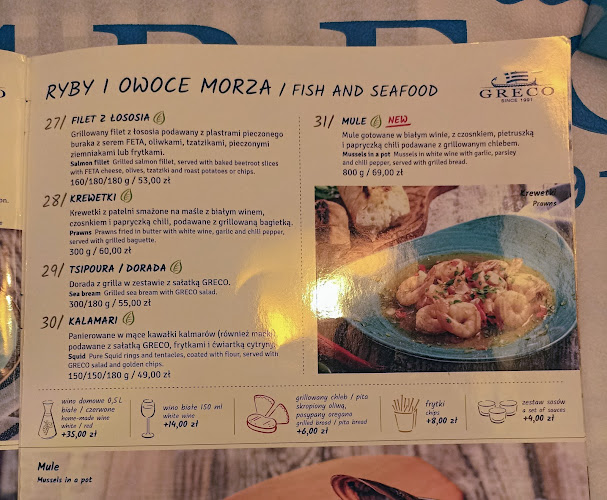 RYBY I OWOCE MORZA / FISH AND SEAFOOD
GRECO
SINCE 1991
27/ FILET Z ŁOSOSIA
Grillowany filet z łososia podawany z plastrami pieczonego
buraka z serem FETA, oliwkami, tzatzikami, pieczonymi
ziemniakami lub frytkami.
Salmon fillet Grilled salmon fillet, served with baked beetroot slices
with FETA cheese, olives, tzatziki and roast potatoes or chips.
160/180/180 g / 53,00 zł
28/ KREWETKI
Krewetki z patelni smażone na maśle z białym winem,
czosnkiem i papryczką chili, podawane z grillowaną bagietką.
Prawns Prawns fried in butter with white wine, garlic and chili pepper,
served with grilled baguette.
300 g / 60,00 zł
29/ TSIPOURA / DORADA
Dorada z grilla w zestawie z sałatką GRECO.
Sea bream Grilled sea bream with GRECO salad.
300/180 g / 55,00 zł
30/ KALAMARI
Panierowane w mące kawałki kalmarów (również macki),
podawane z sałatką GRECO, frytkami i ćwiartką cytryny.
Squid Pure Squid rings and tentacles, coated with flour, served with
GRECO salad and golden chips.
150/150/180 g / 49,00 zł
31/ MULE NEW
Mule gotowane w białym winie, z czosnkiem, pietruszką
i papryczką chili podawane z grillowanym chlebem.
Mussels in a pot Mussels in white wine with garlic, parsley
and chili pepper, served with grilled bread.
800 g / 69,00 zł
Krewetki
Prawns
wino domowe 0,5 L
białe / czerwone
home-made wine
white / red
+35,00 zł
wino białe 150 ml
white wine
+14,00 zł
grillowany chleb / pita
skropiony oliwą,
posypany oregano
grilled bread / pita bread
+6,00 zł
frytki
chips
+8,00 zł
zestaw sosów
a set of sauces
+4,00 zł
Mule
Mussels in a pot